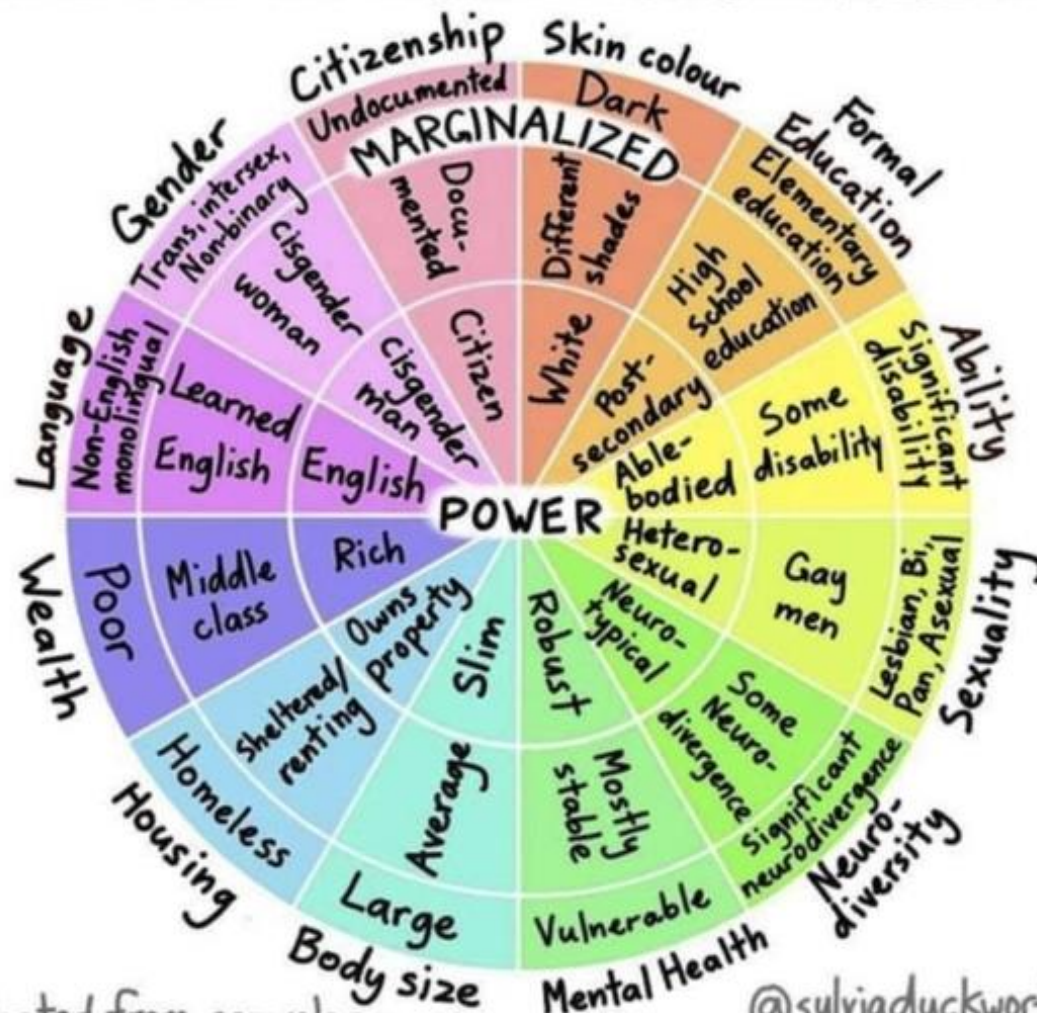 Citizenship
Undocumented
Docu-
mented
Citizen
Skin colour
Dark
Different
shades
White
Formal
Education
Elementary
education
High
school
education
Post-
secondary
Ability
Significant
disability
Some
disability
Able-
bodied
Sexuality
Lesbian, Bi,
Pan, Asexual
Gay
men
Hetero-
sexual
Neuro-
diversity
Significant
neurodivergence
Some
Neuro-
divergence
Neuro-
typical
Mental Health
Vulnerable
Mostly
stable
Robust
Body size
Large
Average
Slim
Housing
Homeless
Sheltered/
renting
Owns
property
Wealth
Poor
Middle
class
Rich
Language
Non-English
monolingual
Learned
English
English
Gender
Trans, intersex,
Non-binary
cisgender
woman
cisgender
man
MARGINALIZED
POWER
@sylviaduckwor